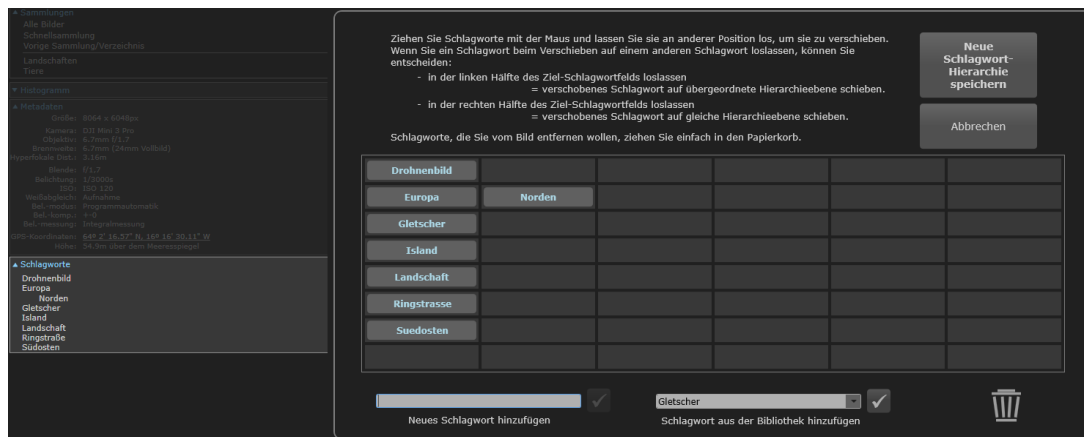 ▲ Sammlungen
Alle Bilder
Schnellsammlung
Vorige Sammlung/Verzeichnis
Landschaften
Tiere
▼ Histogramm
▲ Metadaten
Größe: 8064 x 6048px
Kamera: DJI Mini 3 Pro
Objektiv: 6.7mm f/1.7
Brennweite: 6.7mm (24mm Vollbild)
Hyperfokale Dist.: 3.16m
Blende: f/1.7
Belichtung: 1/3000s
ISO: ISO 120
Weißabgleich: Aufnahme
Bel.-modus: Programmautomatik
Bel.-komp.: +-0
Bel.-messung: Integralmessung
GPS-Koordinaten: 64º 2' 16.57" N, 16º 16' 30.11" W
Höhe: 54.9m über dem Meeresspiegel
▲ Schlagworte
Drohnenbild
Europa
Norden
Gletscher
Island
Landschaft
Ringstraße
Südosten
Ziehen Sie Schlagworte mit der Maus und lassen Sie sie an anderer Position los, um sie zu verschieben.
Wenn Sie ein Schlagwort beim Verschieben auf einem anderen Schlagwort loslassen, können Sie
entscheiden:
- in der linken Hälfte des Ziel-Schlagwortfelds loslassen
= verschobenes Schlagwort auf übergeordnete Hierarchieebene schieben.
- in der rechten Hälfte des Ziel-Schlagwortfelds loslassen
= verschobenes Schlagwort auf gleiche Hierarchieebene schieben.
Schlagworte, die Sie vom Bild entfernen wollen, ziehen Sie einfach in den Papierkorb.
Neue
Schlagwort-
Hierarchie
speichern
Abbrechen
Drohnenbild
Europa Norden
Gletscher
Island
Landschaft
Ringstrasse
Suedosten
Neues Schlagwort hinzufügen
Gletscher
Schlagwort aus der Bibliothek hinzufügen